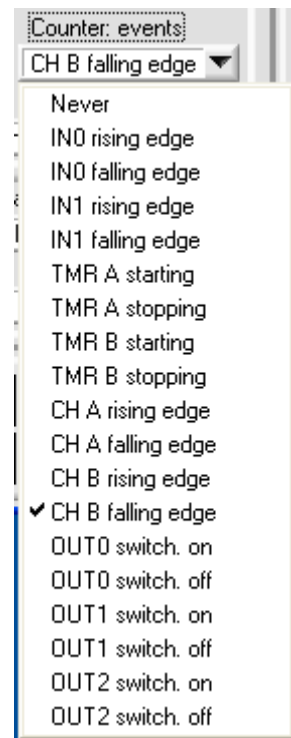 Counter: events
CH B falling edge
Never
IN0 rising edge
IN0 falling edge
IN1 rising edge
IN1 falling edge
TMR A starting
TMR A stopping
TMR B starting
TMR B stopping
CH A rising edge
CH A falling edge
CH B rising edge
CH B falling edge
OUT0 switch. on
OUT0 switch. off
OUT1 switch. on
OUT1 switch. off
OUT2 switch. on
OUT2 switch. off